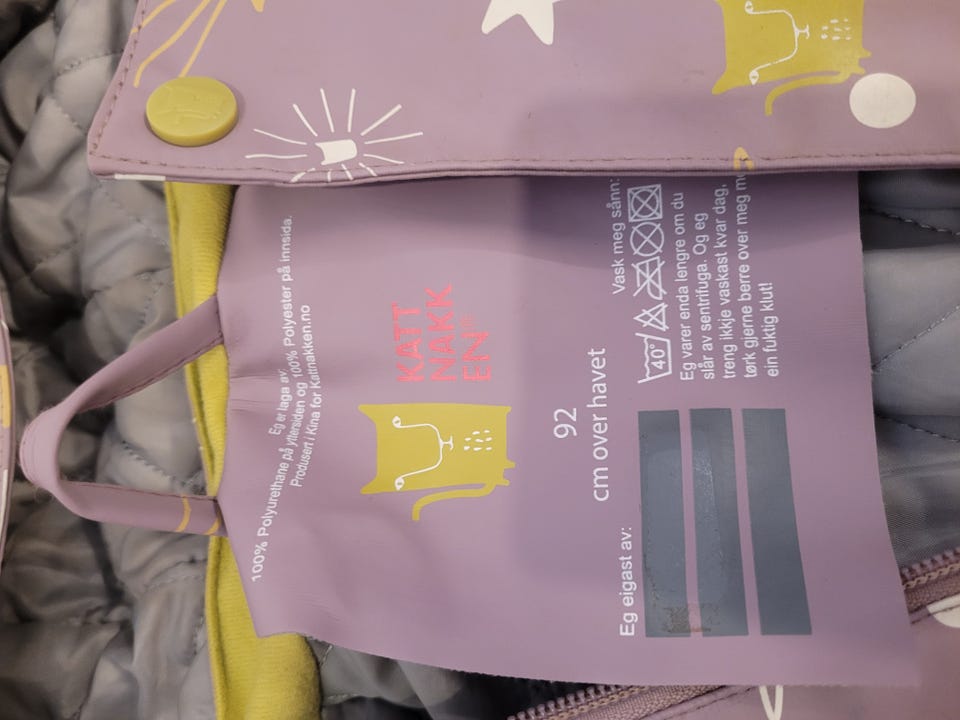 Eg er laga av:
100% Polyurethane på yttersiden og 100% Polyester på innsida.
Produsert i Kina for Kattnakken.no
KATT
NAKK
EN
92
cm over havet
Eg eigast av:
Vask meg sånn:
40°
Eg varer enda lengre om du
slår av sentrifuga. Og eg
treng ikkje vaskast kvar dag,
tørk gjerne berre over meg
ein fuktig klut!